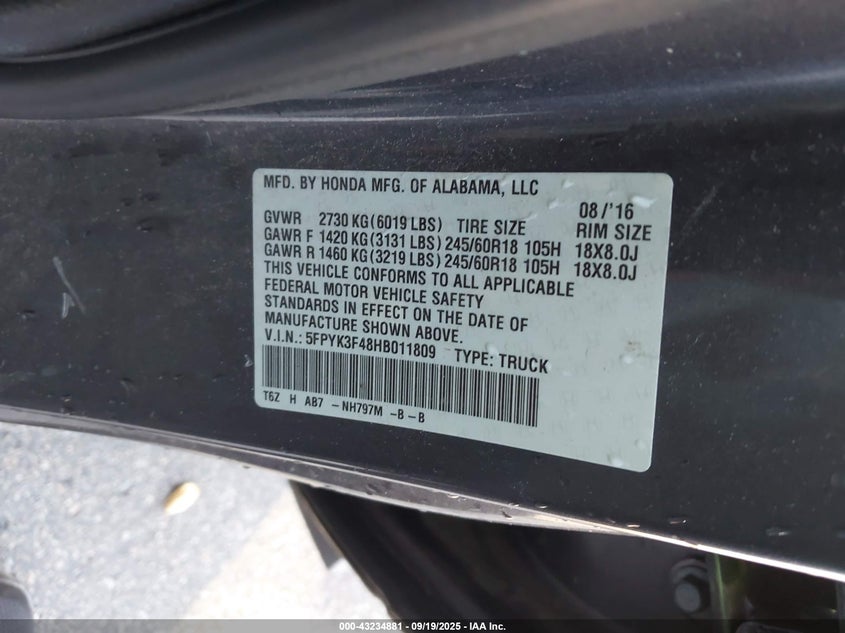 MFD. BY HONDA MFG. OF ALABAMA, LLC 08/'16
GVWR 2730 KG(6019 LBS) TIRE SIZE RIM SIZE
GAWR F 1420 KG(3131 LBS) 245/60R18 105H 18X8.0J
GAWR R 1460 KG(3219 LBS) 245/60R18 105H 18X8.0J
THIS VEHICLE CONFORMS TO ALL APPLICABLE
FEDERAL MOTOR VEHICLE SAFETY
STANDARDS IN EFFECT ON THE DATE OF
MANUFACTURE SHOWN ABOVE.
V.I.N.: 5FPYK3F48HB011809 TYPE: TRUCK
T6Z H AB7 -NH797M -B-B
000-43234881 - 09/19/2025 - IAA Inc.